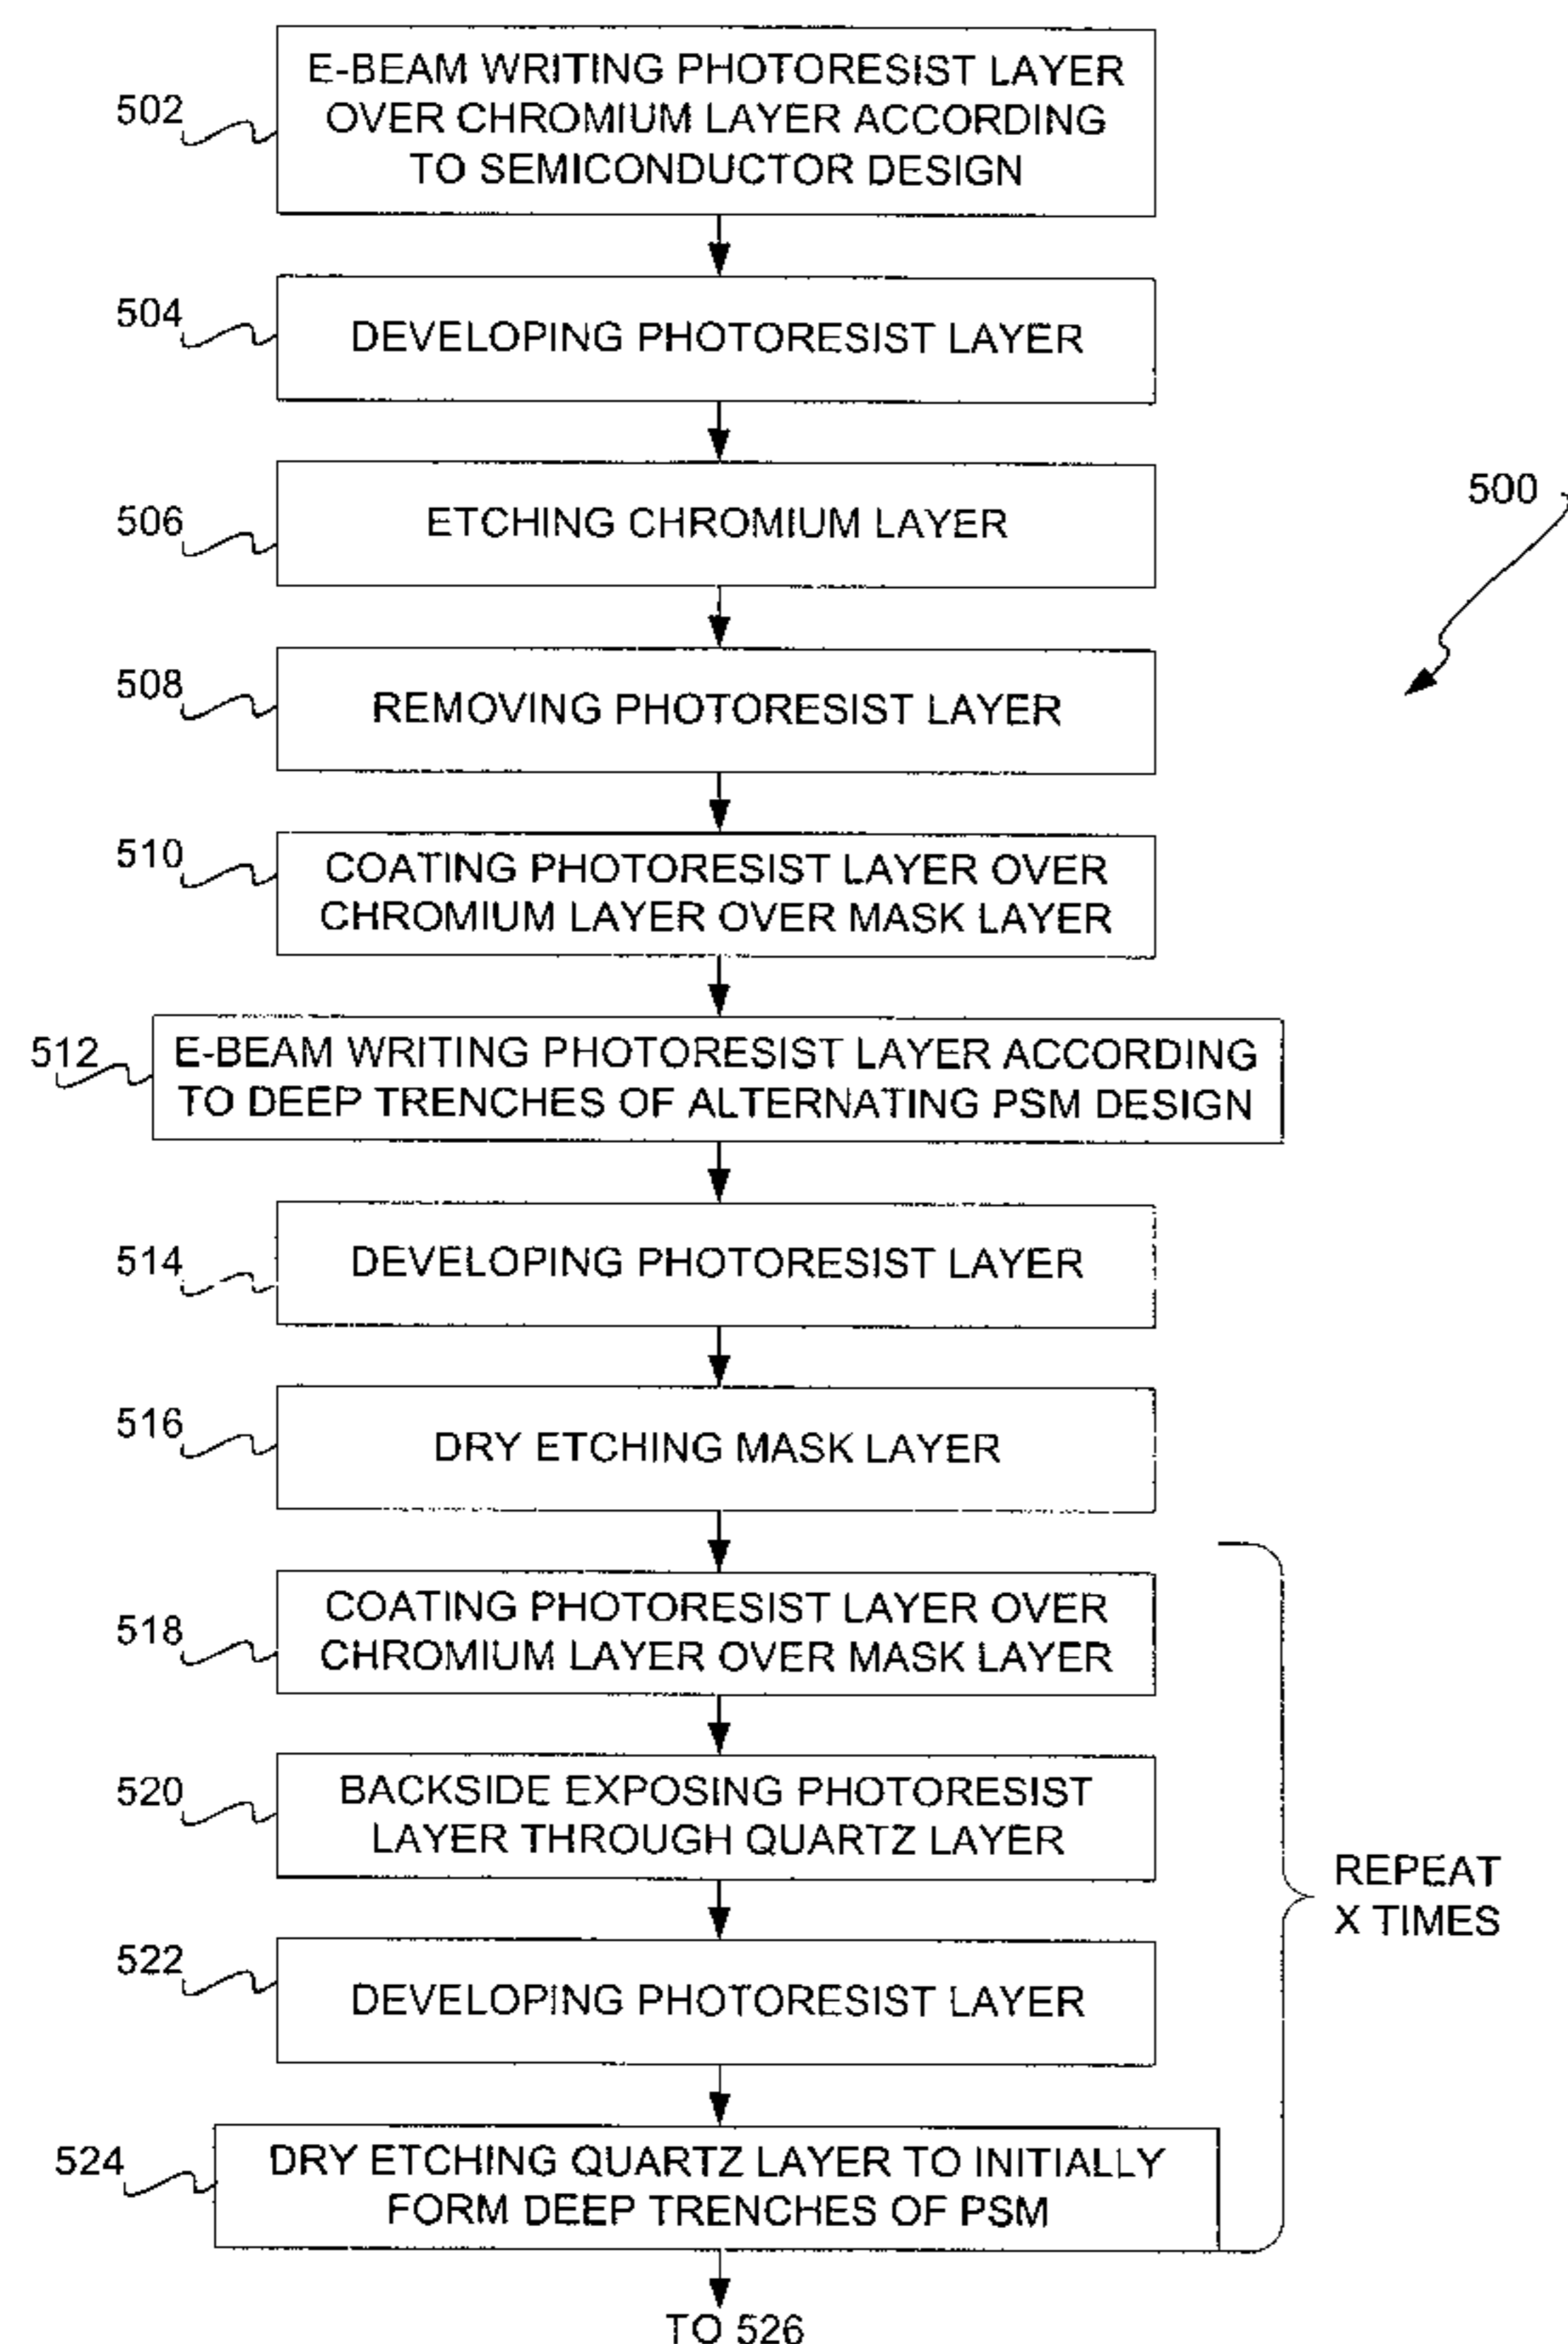 502
E-BEAM WRITING PHOTORESIST LAYER
OVER CHROMIUM LAYER ACCORDING
TO SEMICONDUCTOR DESIGN
504
DEVELOPING PHOTORESIST LAYER
506
ETCHING CHROMIUM LAYER
500
508
REMOVING PHOTORESIST LAYER
510
COATING PHOTORESIST LAYER OVER
CHROMIUM LAYER OVER MASK LAYER
512
E-BEAM WRITING PHOTORESIST LAYER ACCORDING
TO DEEP TRENCHES OF ALTERNATING PSM DESIGN
514
DEVELOPING PHOTORESIST LAYER
516
DRY ETCHING MASK LAYER
518
COATING PHOTORESIST LAYER OVER
CHROMIUM LAYER OVER MASK LAYER
520
BACKSIDE EXPOSING PHOTORESIST
LAYER THROUGH QUARTZ LAYER
REPEAT
X TIMES
522
DEVELOPING PHOTORESIST LAYER
524
DRY ETCHING QUARTZ LAYER TO INITIALLY
FORM DEEP TRENCHES OF PSM
TO 526